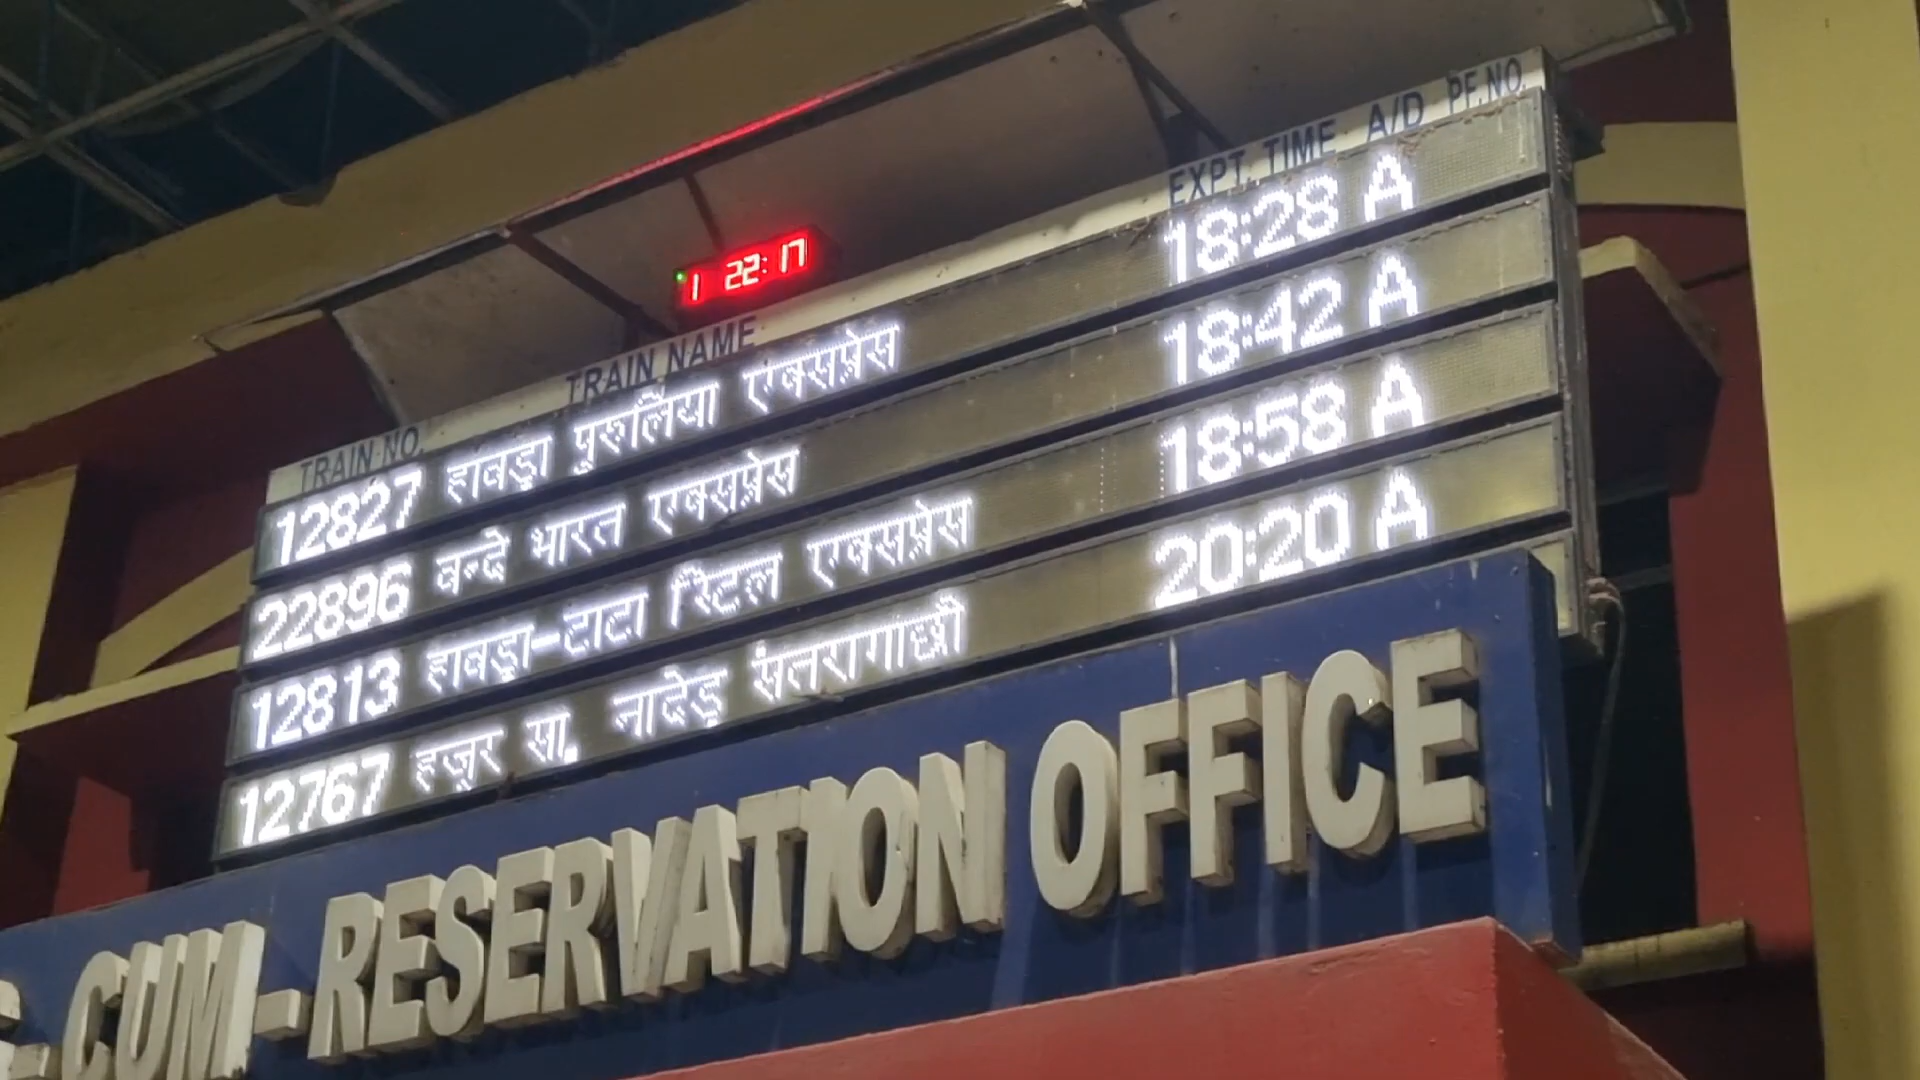 1 22:17
TRAIN NO. TRAIN NAME EXPT. TIME A/D PF.NO.
12827 हावड़ा पुरुलिया एक्सप्रेस 18:28 A
22896 वन्दे भारत एक्सप्रेस 18:42 A
12813 हावड़ा-टाटा स्टिल एक्सप्रेस 18:58 A
12767 हजूर सा. नादेड़ संतरागांछी 20:20 A
- CUM - RESERVATION OFFICE